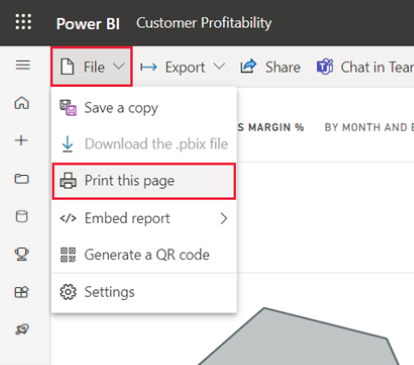 Power BI Customer Profitability
File Export Share Chat in Team
Save a copy
Download the .pbix file
S MARGIN % BY MONTH AND
Print this page
Embed report
Generate a QR code
Settings